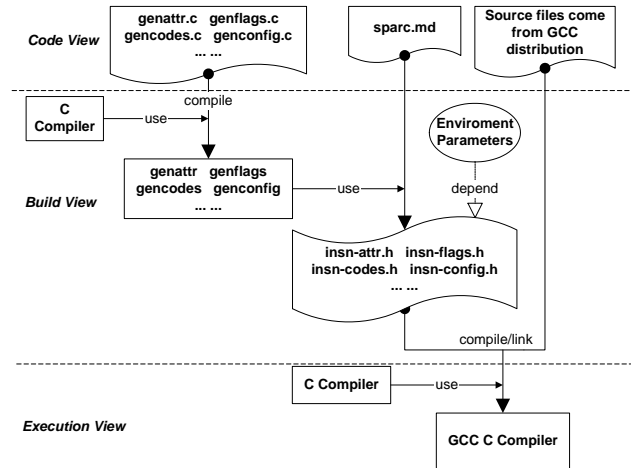 Code View
genattr.c genflags.c
gencodes.c genconfig.c
... ...
sparc.md
Source files come
from GCC
distribution
compile
C
Compiler
use
Enviroment
Parameters
Build View
genattr genflags
gencodes genconfig
... ...
use
depend
insn-attr.h insn-flags.h
insn-codes.h insn-config.h
... ...
compile/link
C Compiler
use
Execution View
GCC C Compiler